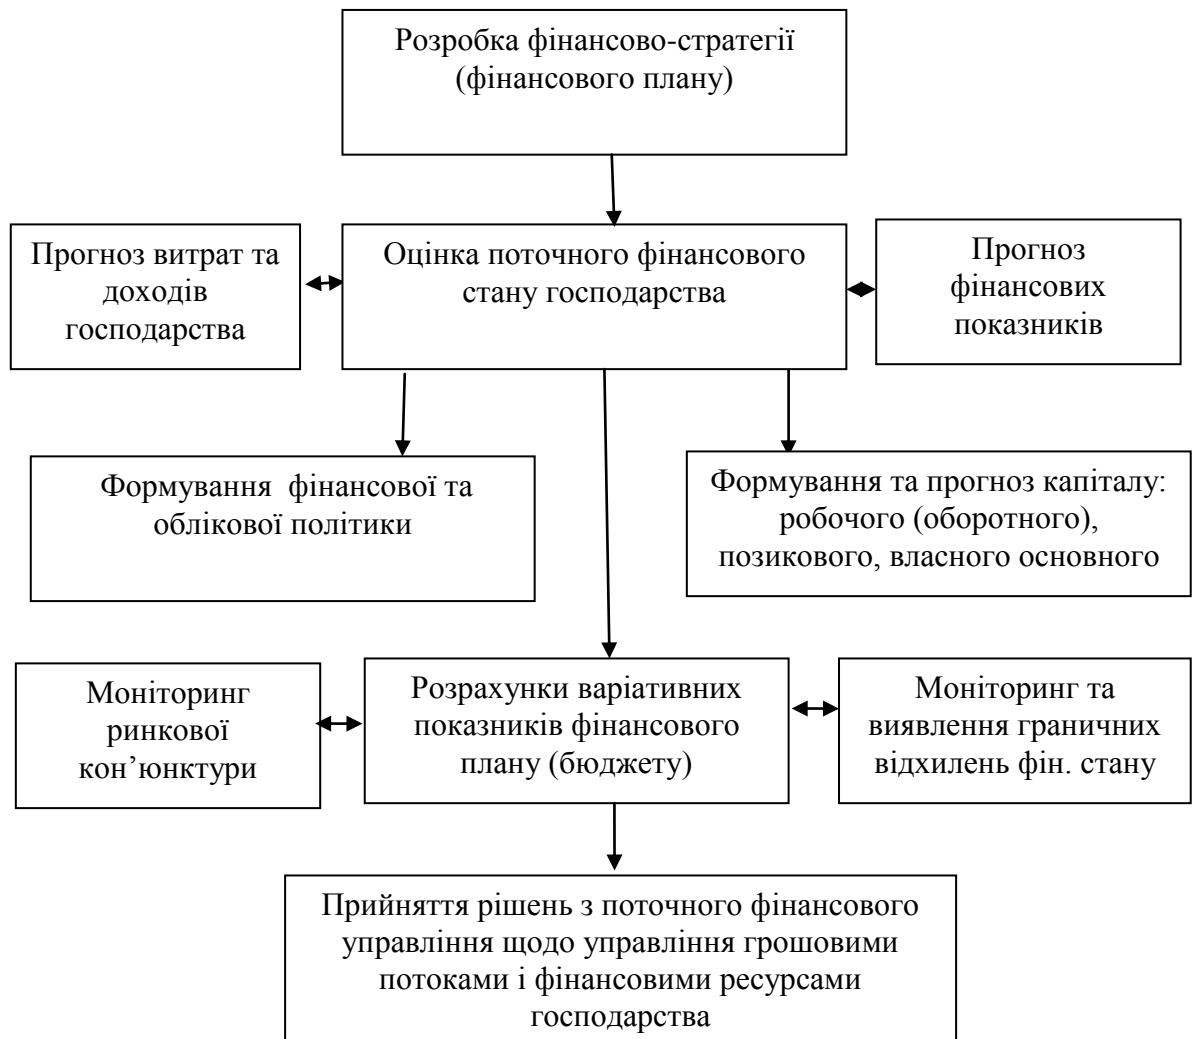 Розробка фінансово-стратегії
(фінансового плану)
Прогноз витрат та
доходів
господарства
Оцінка поточного фінансового
стану господарства
Прогноз
фінансових
показників
Формування  фінансової та
облікової політики
Формування та прогноз капіталу:
робочого (оборотного),
позикового, власного основного
Моніторинг
ринкової
кон’юнктури
Розрахунки варіативних
показників фінансового
плану (бюджету)
Моніторинг та
виявлення граничних
відхилень фін. стану
Прийняття рішень з поточного фінансового
управління щодо управління грошовими
потоками і фінансовими ресурсами
господарства